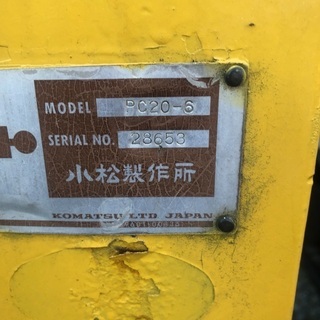 MODEL PC20-6
SERIAL NO. 28653
小松製作所
KOMATSU LTD JAPAN